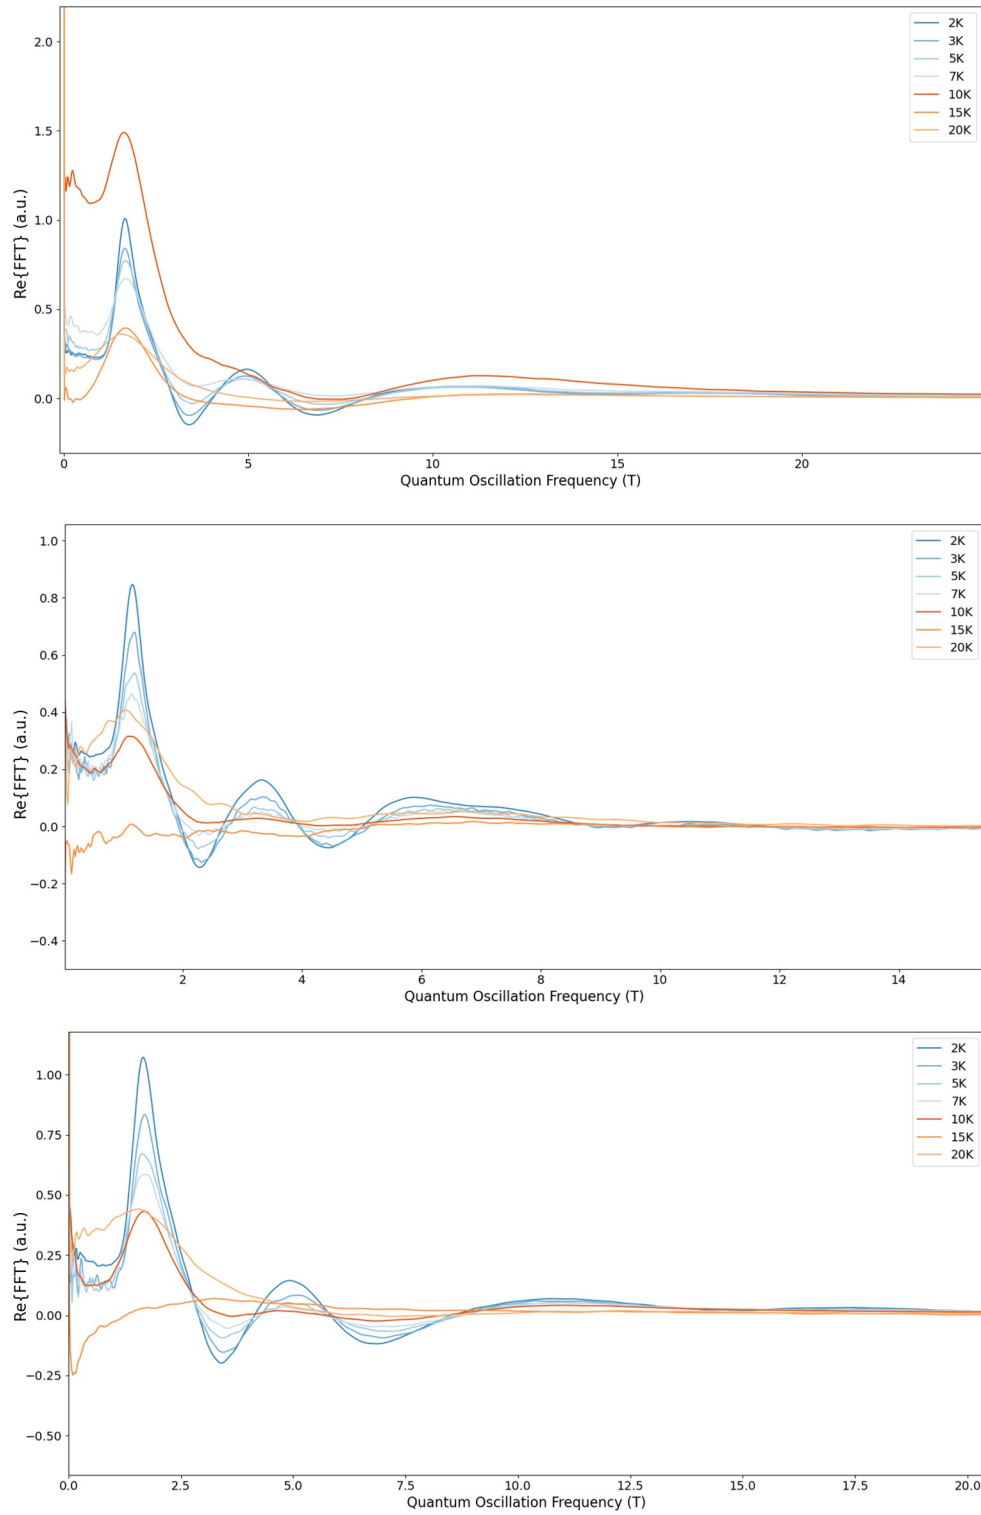 2.0
1.5
1.0
0.5
0.0
Re{FFT} (a.u.)
0 5 10 15 20
Quantum Oscillation Frequency (T)
2K
3K
5K
7K
10K
15K
20K
1.0
0.8
0.6
0.4
0.2
0.0
−0.2
−0.4
Re{FFT} (a.u.)
2 4 6 8 10 12 14
Quantum Oscillation Frequency (T)
2K
3K
5K
7K
10K
15K
20K
1.00
0.75
0.50
0.25
0.00
−0.25
−0.50
Re{FFT} (a.u.)
0.0 2.5 5.0 7.5 10.0 12.5 15.0 17.5 20.0
Quantum Oscillation Frequency (T)
2K
3K
5K
7K
10K
15K
20K